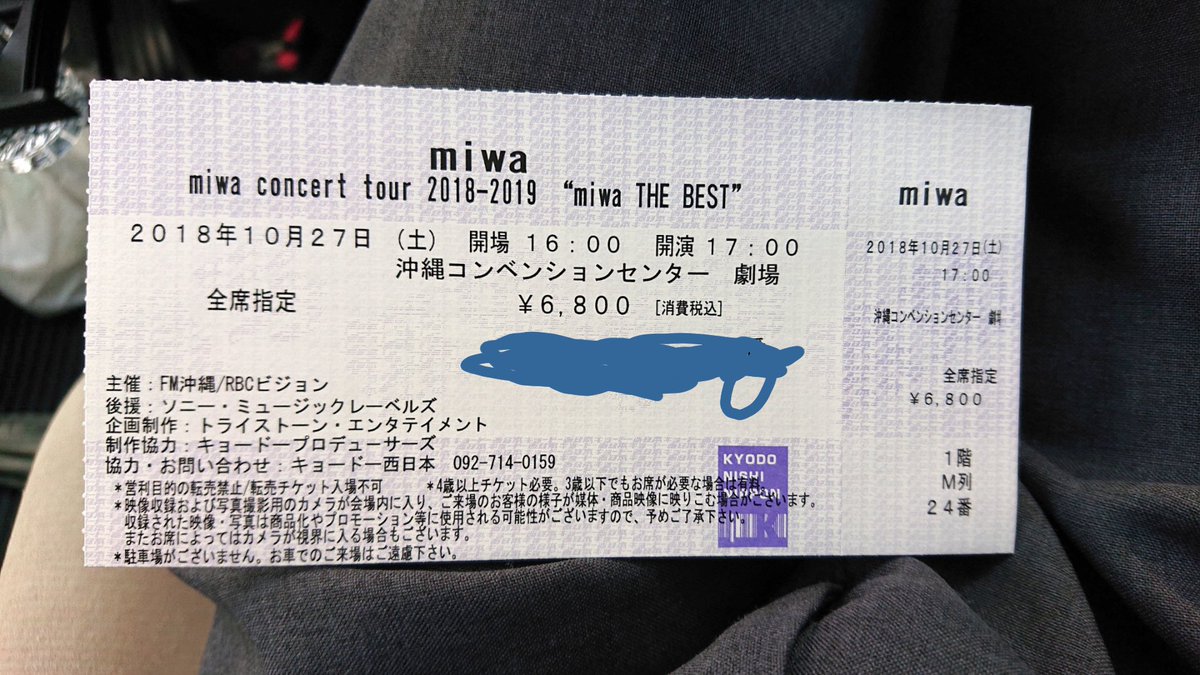 miwa
miwa concert tour 2018-2019 “miwa THE BEST”
2018年10月27日 （土） 開場 16：00 開演 17：00
沖縄コンベンションセンター 劇場
全席指定 ￥6,800 [消費税込]
主催：FM沖縄/RBCビジョン
後援：ソニー・ミュージックレーベルズ
企画制作：トライストーン・エンタテイメント
制作協力：キョードープロデューサーズ
協力・お問い合わせ：キョードー西日本 092-714-0159
＊営利目的の転売禁止/転売チケット入場不可 ＊4歳以上チケット必要。3歳以下でもお席が必要な場合は有料。
＊映像収録および写真撮影用のカメラが会場内に入り、ご来場のお客様の様子が媒体・商品映像に映りこむ場合がございます。
収録された映像・写真は商品化やプロモーション等に使用される可能性がございますので、予めご了承下さい。
またお席によってはカメラが視界に入る場合もございます。
＊駐車場がございません。お車でのご来場はご遠慮下さい。
KYODO
NISHI
miwa
2018年10月27日(土)
17:00
沖縄コンベンションセンター
全席指定
￥6,800
1階
M列
24番